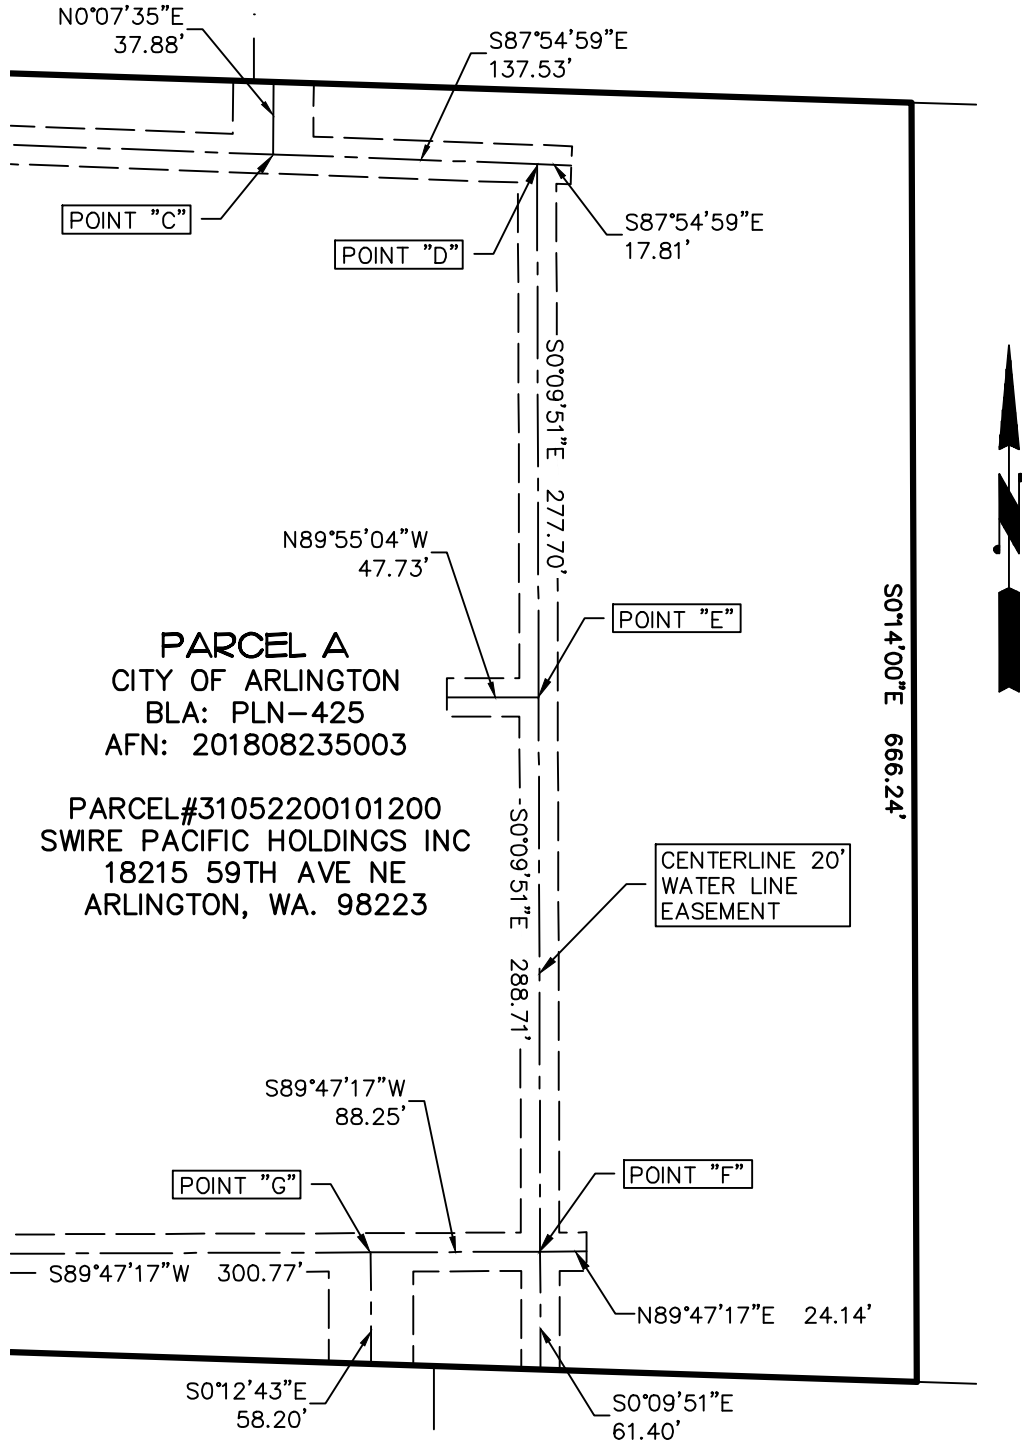 N0°07'35"E
37.88'
S87°54'59"E
137.53'
POINT "C"
POINT "D"
S87°54'59"E
17.81'
S0°09'51"E 277.70'
N89°55'04"W
47.73'
POINT "E"
S0°14'00"E 666.24'
N
PARCEL A
CITY OF ARLINGTON
BLA: PLN-425
AFN: 201808235003
PARCEL#31052200101200
SWIRE PACIFIC HOLDINGS INC
18215 59TH AVE NE
ARLINGTON, WA. 98223
S0°09'51"E 288.71'
CENTERLINE 20'
WATER LINE
EASEMENT
S89°47'17"W
88.25'
POINT "G"
POINT "F"
S89°47'17"W 300.77'
N89°47'17"E 24.14'
S0°12'43"E
58.20'
S0°09'51"E
61.40'